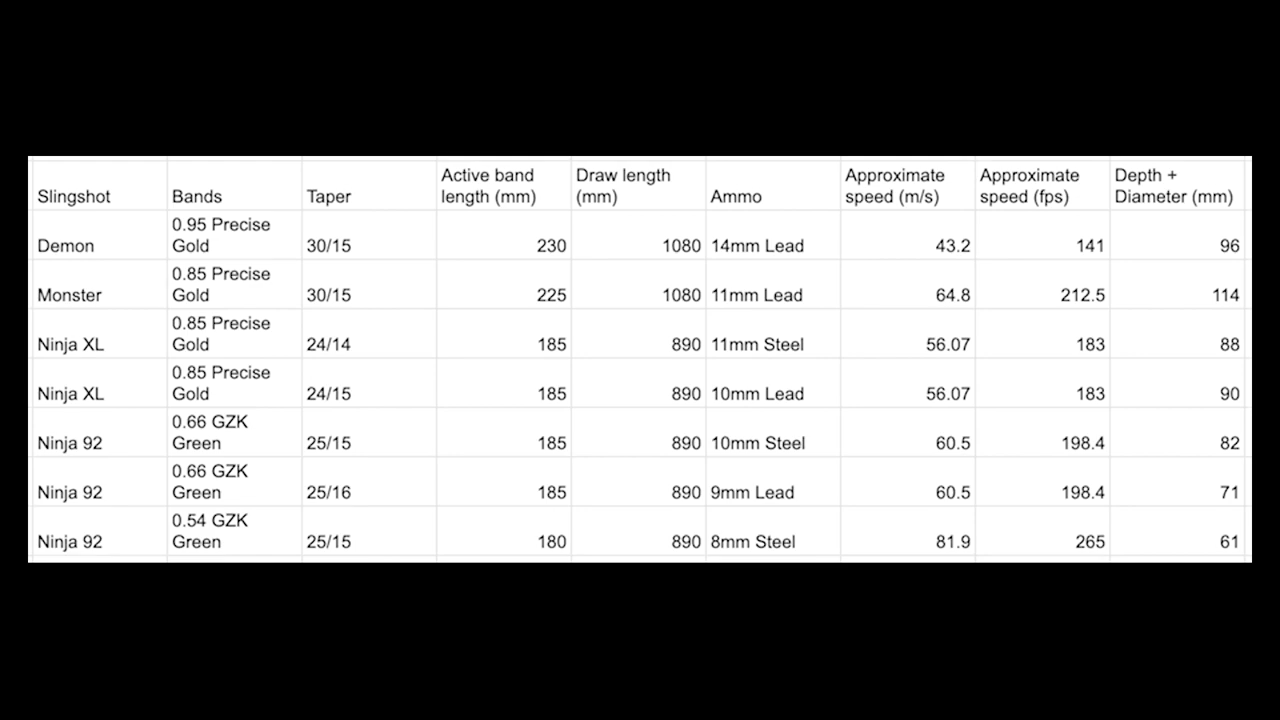 Slingshot Bands Taper Active band length (mm) Draw length (mm) Ammo Approximate speed (m/s) Approximate speed (fps) Depth + Diameter (mm)
Demon 0.95 Precise Gold 30/15 230 1080 14mm Lead 43.2 141 96
Monster 0.85 Precise Gold 30/15 225 1080 11mm Lead 64.8 212.5 114
Ninja XL 0.85 Precise Gold 24/14 185 890 11mm Steel 56.07 183 88
Ninja XL 0.85 Precise Gold 24/15 185 890 10mm Lead 56.07 183 90
Ninja 92 0.66 GZK Green 25/15 185 890 10mm Steel 60.5 198.4 82
Ninja 92 0.66 GZK Green 25/16 185 890 9mm Lead 60.5 198.4 71
Ninja 92 0.54 GZK Green 25/15 180 890 8mm Steel 81.9 265 61